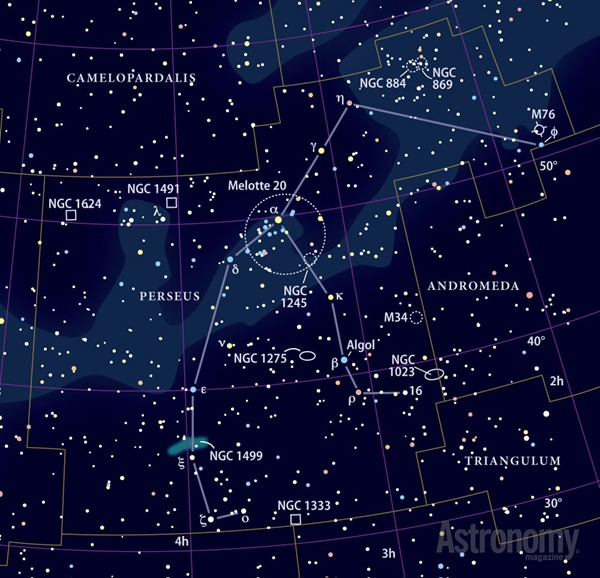 CAMELOPARDALIS
NGC 884
NGC
869
η
M76
φ
γ
50°
NGC 1491
Melotte 20
NGC 1624
λ
α
δ
NGC
1245
κ
PERSEUS
ANDROMEDA
M34
ν
NGC 1275
Algol
β
NGC
1023
40°
2h
ε
ρ
16
NGC 1499
ξ
TRIANGULUM
ζ
ο
NGC 1333
30°
4h
3h
Astronomy
magazine